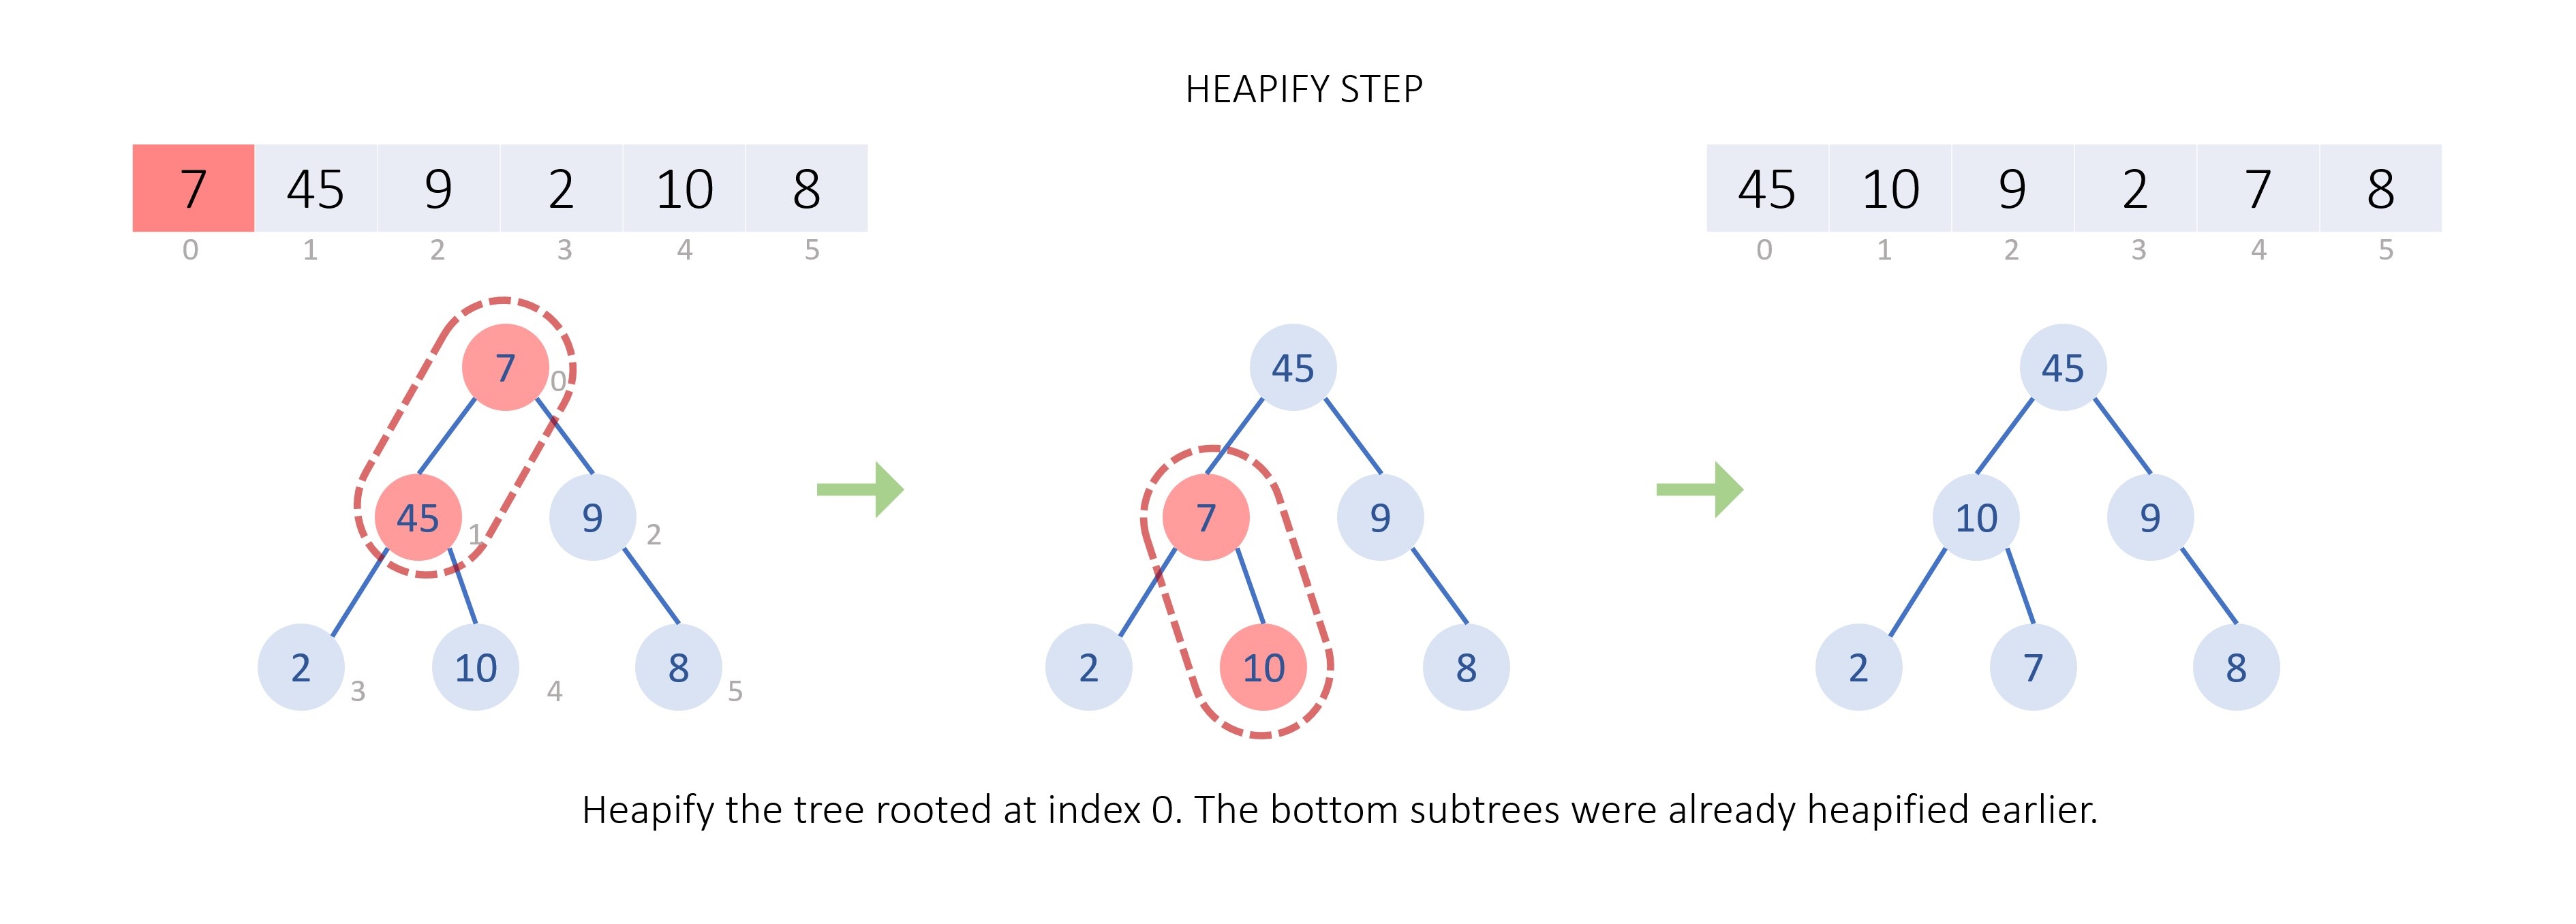 HEAPIFY STEP
7 45 9 2 10 8
0 1 2 3 4 5
45 10 9 2 7 8
0 1 2 3 4 5
7 0
45 1 9 2
2 3 10 4 8 5
45
7 9
2 10 8
45
10 9
2 7 8
Heapify the tree rooted at index 0. The bottom subtrees were already heapified earlier.